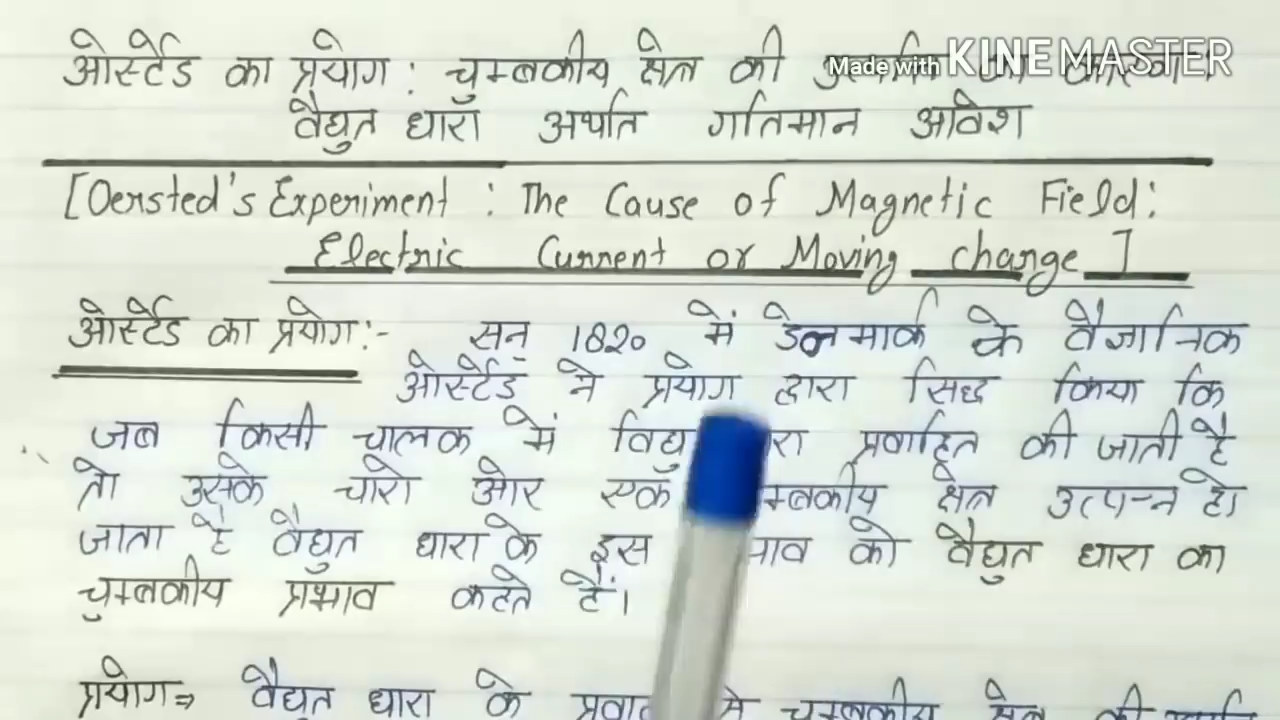 ओर्स्टेड का प्रयोग : चुम्बकीय क्षेत्र की
Made with KINEMASTER
वैद्युत धारा अर्थात गतिमान आवेश
[Oersted's Experiment : The Cause of Magnetic Field:
Electric Current or Moving change]
ओर्स्टेड का प्रयोग :- सन् 1820 में डेनमार्क के वैज्ञानिक
ओर्स्टेड ने प्रयोग द्वारा सिद्ध किया कि
जब किसी चालक में प्रवाहित की जाती है
तो उसके चारो ओर एक क्षेत्र उत्पन्न हो
जाता है वैद्युत धारा के इस को वैद्युत धारा का
चुम्बकीय प्रभाव कहते हैं।
प्रयोग⇒ वैद्युत धारा के चुम्बकीय क्षेत्र की